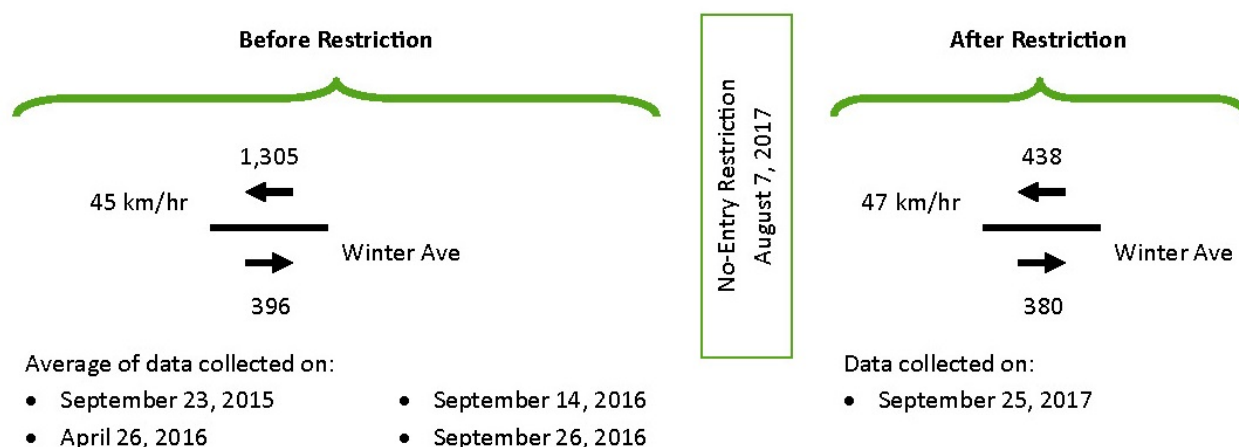 Before Restriction
1,305
45 km/hr
Winter Ave
396
Average of data collected on:
• September 23, 2015
• April 26, 2016
• September 14, 2016
• September 26, 2016
No-Entry Restriction
August 7, 2017
After Restriction
438
47 km/hr
Winter Ave
380
Data collected on:
• September 25, 2017